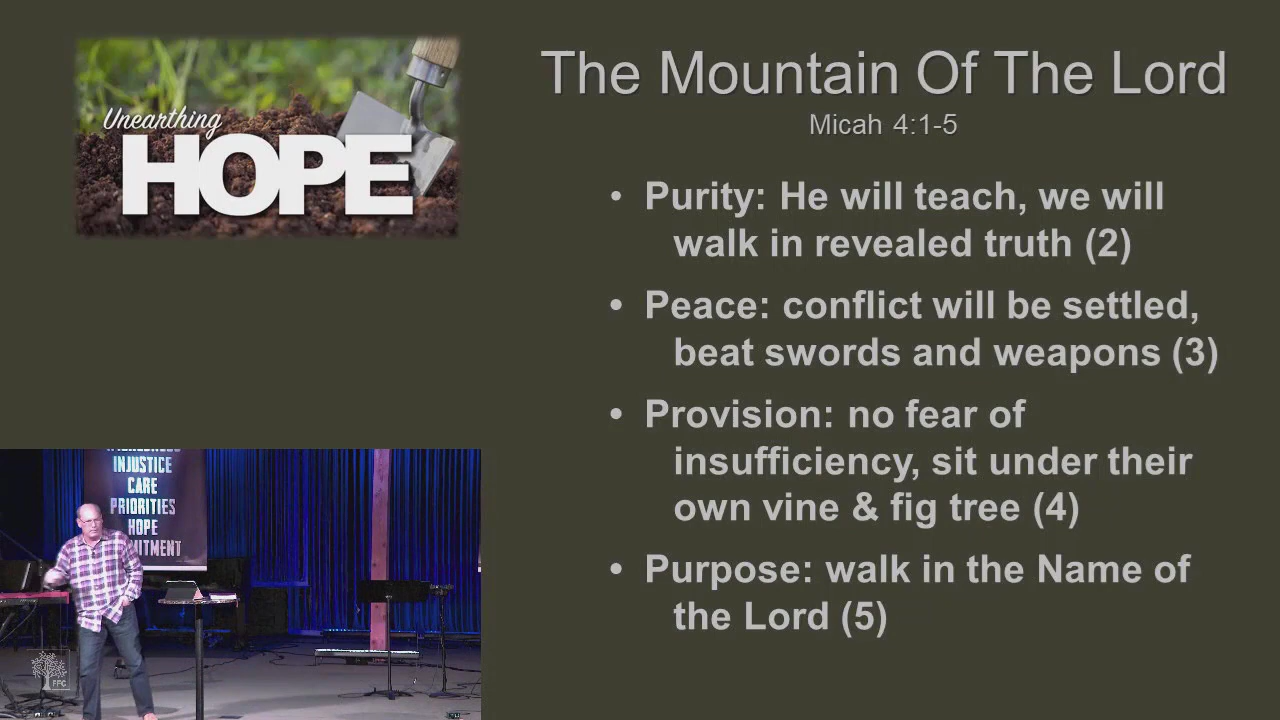 Unearthing
HOPE
The Mountain Of The Lord
Micah 4:1-5
• Purity: He will teach, we will
walk in revealed truth (2)
• Peace: conflict will be settled,
beat swords and weapons (3)
• Provision: no fear of
insufficiency, sit under their
own vine & fig tree (4)
• Purpose: walk in the Name of
the Lord (5)
INJUSTICE
CARE
PRIORITIES
HOPE
MITMENT
FFC